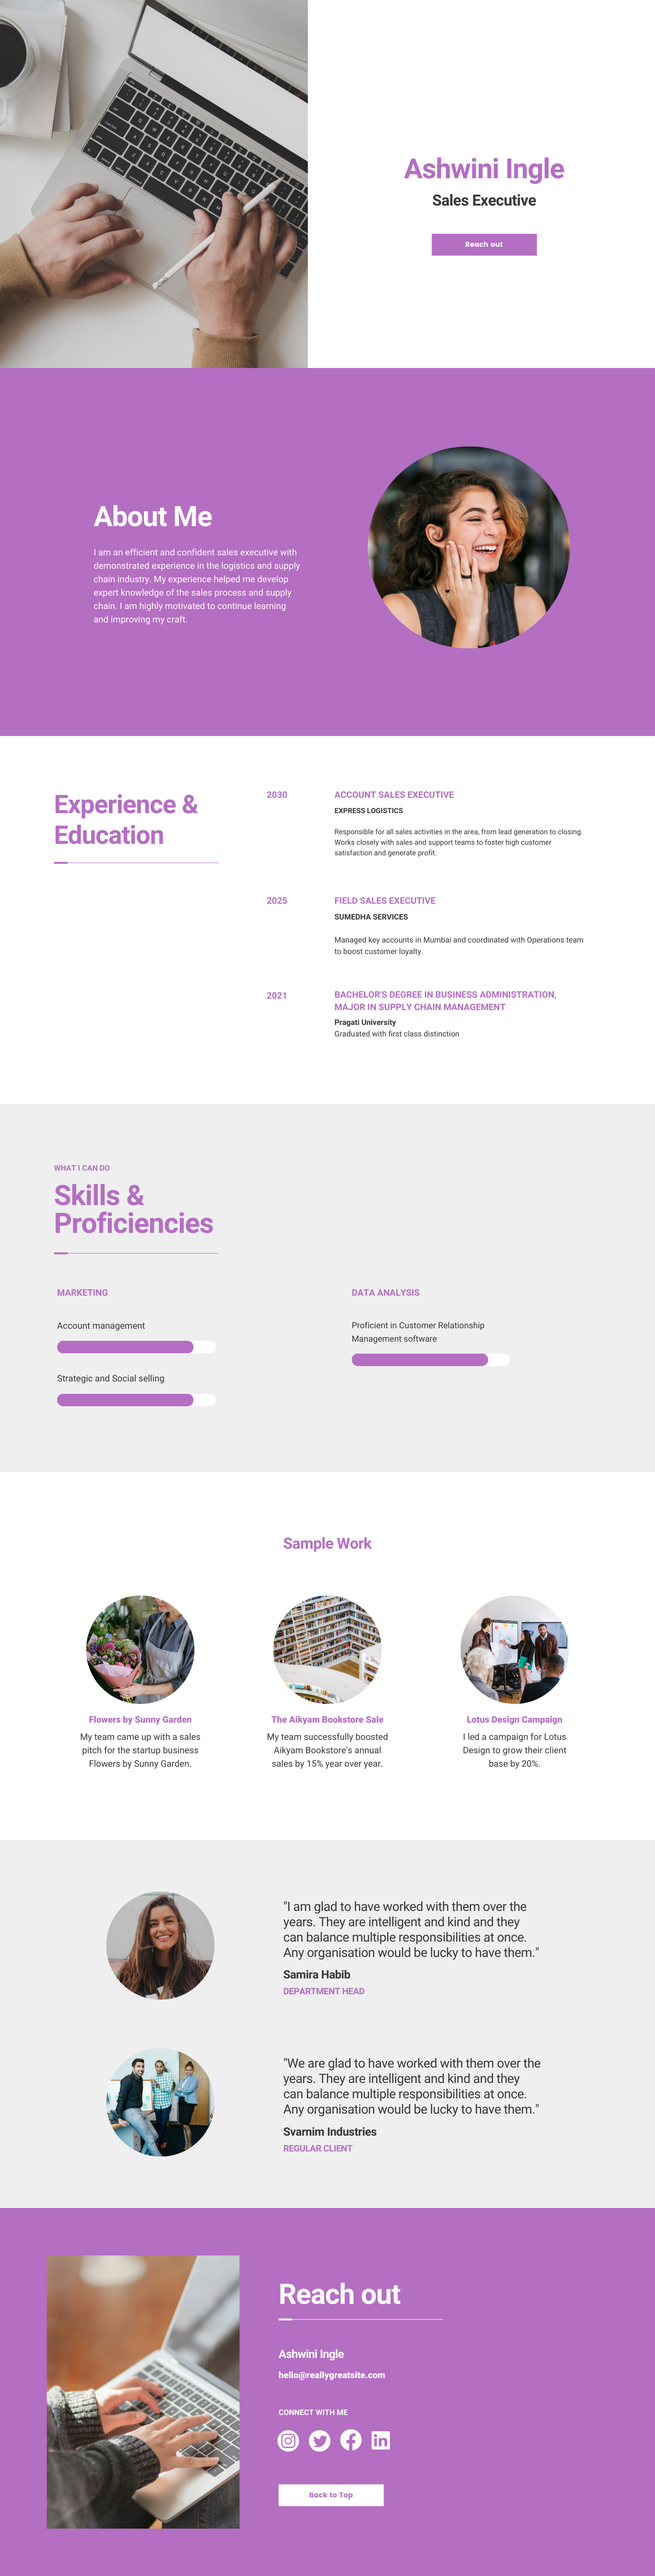 Ashwini Ingle
Sales Executive
Reach out
About Me
I am an efficient and confident sales executive with
demonstrated experience in the logistics and supply
chain industry. My experience helped me develop
expert knowledge of the sales process and supply
chain. I am highly motivated to continue learning
and improving my craft.
Experience &
Education
2030
ACCOUNT SALES EXECUTIVE
EXPRESS LOGISTICS
Responsible for all sales activities in the area, from lead generation to closing.
Works closely with sales and support teams to foster high customer
satisfaction and generate profit.
2025
FIELD SALES EXECUTIVE
SUMEDHA SERVICES
Managed key accounts in Mumbai and coordinated with Operations team
to boost customer loyalty.
2021
BACHELOR'S DEGREE IN BUSINESS ADMINISTRATION,
MAJOR IN SUPPLY CHAIN MANAGEMENT
Pragati University
Graduated with first class distinction
WHAT I CAN DO
Skills &
Proficiencies
MARKETING
Account management
Strategic and Social selling
DATA ANALYSIS
Proficient in Customer Relationship
Management software
Sample Work
Flowers by Sunny Garden
My team came up with a sales
pitch for the startup business
Flowers by Sunny Garden.
The Aikyam Bookstore Sale
My team successfully boosted
Aikyam Bookstore's annual
sales by 15% year over year.
Lotus Design Campaign
I led a campaign for Lotus
Design to grow their client
base by 20%.
"I am glad to have worked with them over the
years. They are intelligent and kind and they
can balance multiple responsibilities at once.
Any organisation would be lucky to have them."
Samira Habib
DEPARTMENT HEAD
"We are glad to have worked with them over the
years. They are intelligent and kind and they
can balance multiple responsibilities at once.
Any organisation would be lucky to have them."
Svarnim Industries
REGULAR CLIENT
Reach out
Ashwini Ingle
hello@reallygreatsite.com
CONNECT WITH ME
Back to Top